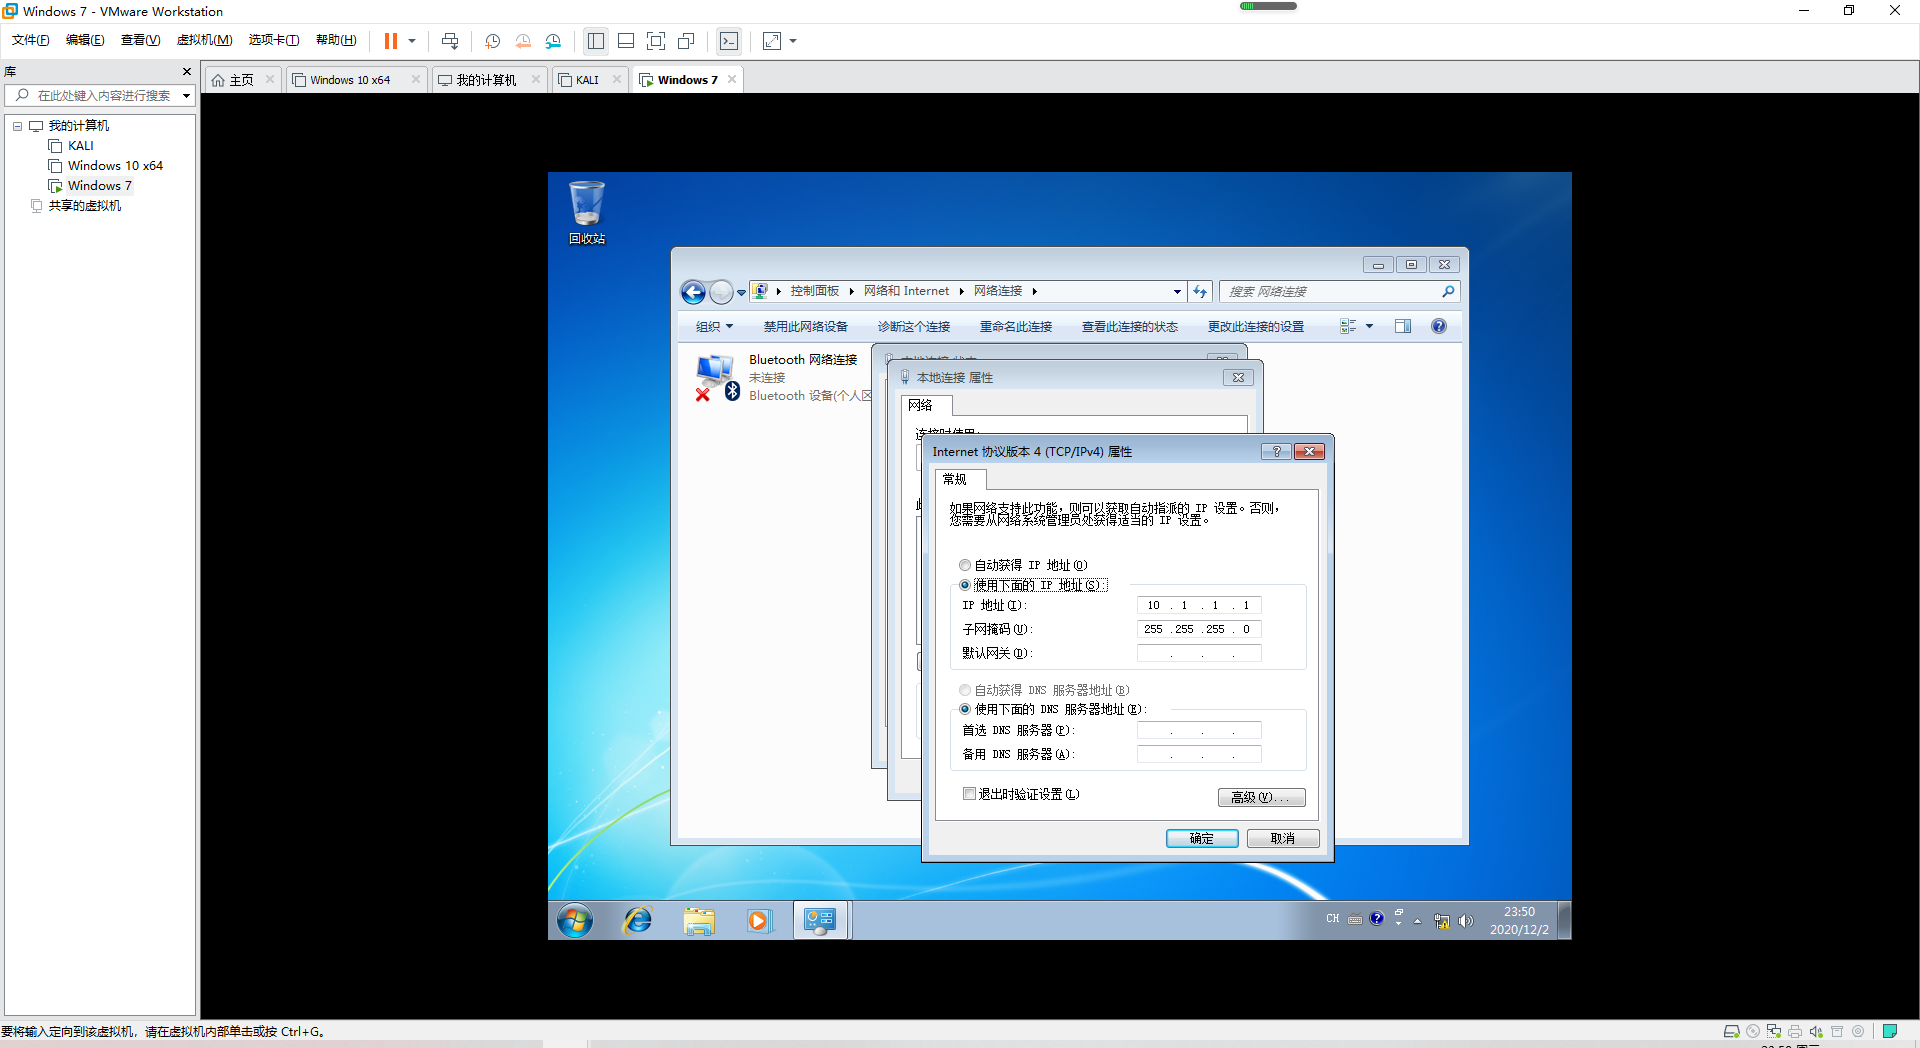 Windows 7 - VMware Workstation
文件(F) 编辑(E) 查看(V) 虚拟机(M) 选项卡(T) 帮助(H)
库
在此处键入内容进行搜索
我的计算机
KALI
Windows 10 x64
Windows 7
共享的虚拟机
主页 Windows 10 x64 我的计算机 KALI Windows 7
回收站
控制面板 网络和 Internet 网络连接
搜索 网络连接
组织 禁用此网络设备 诊断这个连接 重命名此连接 查看此连接的状态 更改此连接的设置
Bluetooth 网络连接
未连接
Bluetooth 设备(个人区
本地连接 状态
本地连接 属性
网络
连接时使用:
Internet 协议版本 4 (TCP/IPv4) 属性
常规
如果网络支持此功能，则可以获取自动指派的 IP 设置。否则，
您需要从网络系统管理员处获得适当的 IP 设置。
自动获得 IP 地址(O)
使用下面的 IP 地址(S):
IP 地址(I): 10 . 1 . 1 . 1
子网掩码(U): 255 .255 .255 . 0
默认网关(D): . . .
自动获得 DNS 服务器地址(B)
使用下面的 DNS 服务器地址(E):
首选 DNS 服务器(P): . . .
备用 DNS 服务器(A): . . .
退出时验证设置(L)
高级(V)...
确定 取消
CH
23:50
2020/12/2
要将输入定向到该虚拟机，请在虚拟机内部单击或按 Ctrl+G。